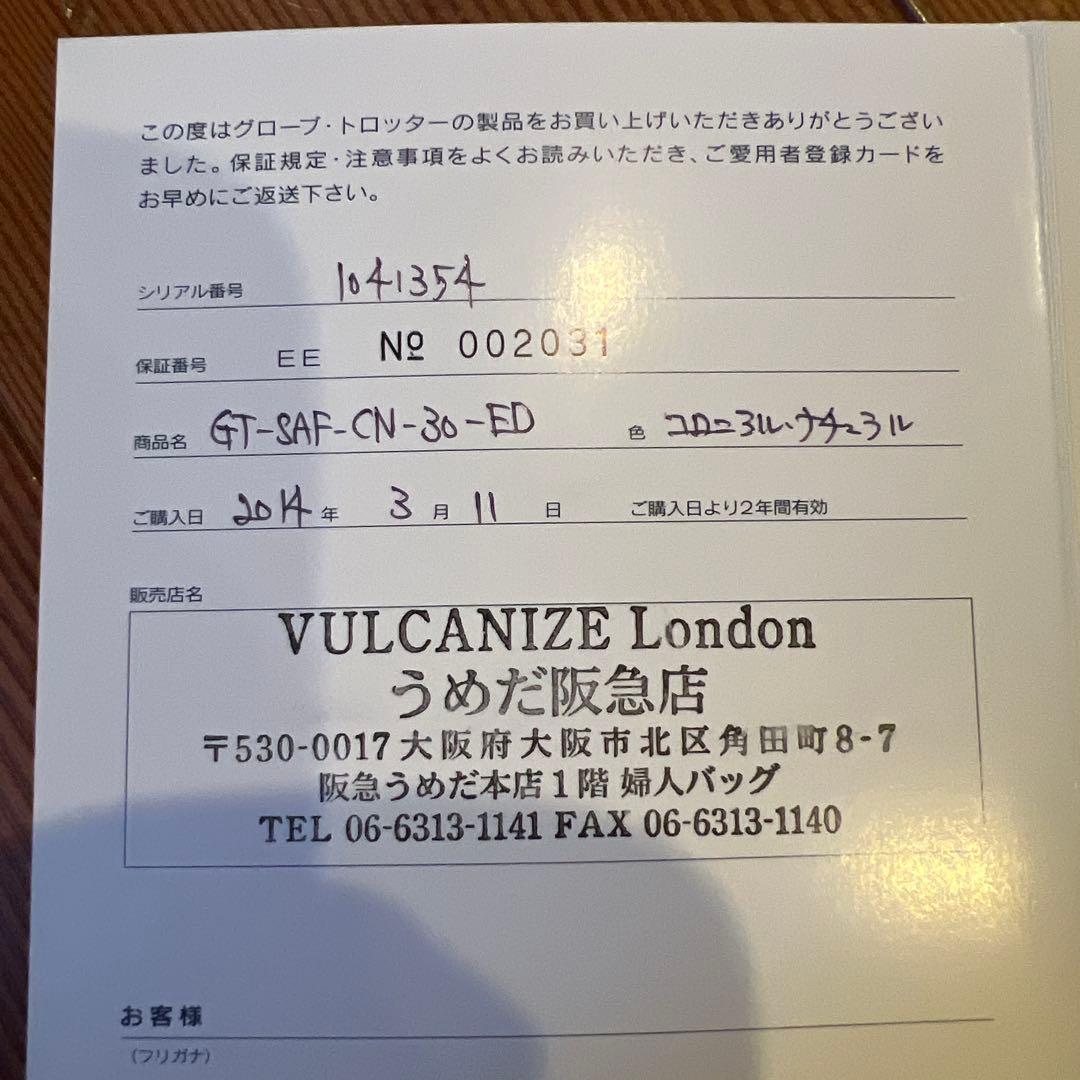 この度はグローブ・トロッターの製品をお買い上げいただきありがとうござい
ました。保証規定・注意事項をよくお読みいただき、ご愛用者登録カードを
お早めにご返送下さい。
シリアル番号 1041354
保証番号 EE № 002031
商品名 GT-SAF-CN-30-ED 色 コロニヨル・ナチュラル
ご購入日 2014 年 3 月 11 日 ご購入日より2年間有効
販売店名
VULCANIZE London
うめだ阪急店
〒530-0017 大阪府大阪市北区角田町8-7
阪急うめだ本店1階 婦人バッグ
TEL 06-6313-1141 FAX 06-6313-1140
お客様
(フリガナ)